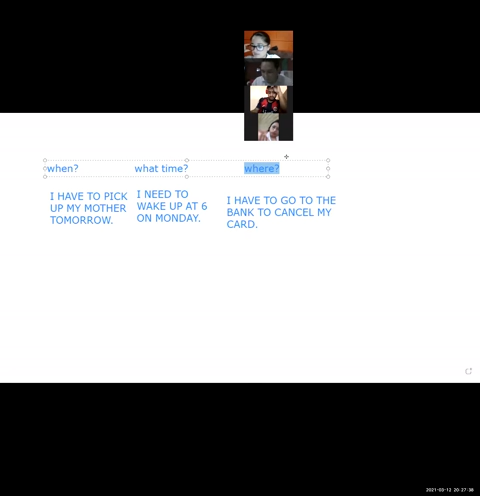 when? what time? where?
I HAVE TO PICK
UP MY MOTHER
TOMORROW.
I NEED TO
WAKE UP AT 6
ON MONDAY.
I HAVE TO GO TO THE
BANK TO CANCEL MY
CARD.
2021-03-12 20:27:38